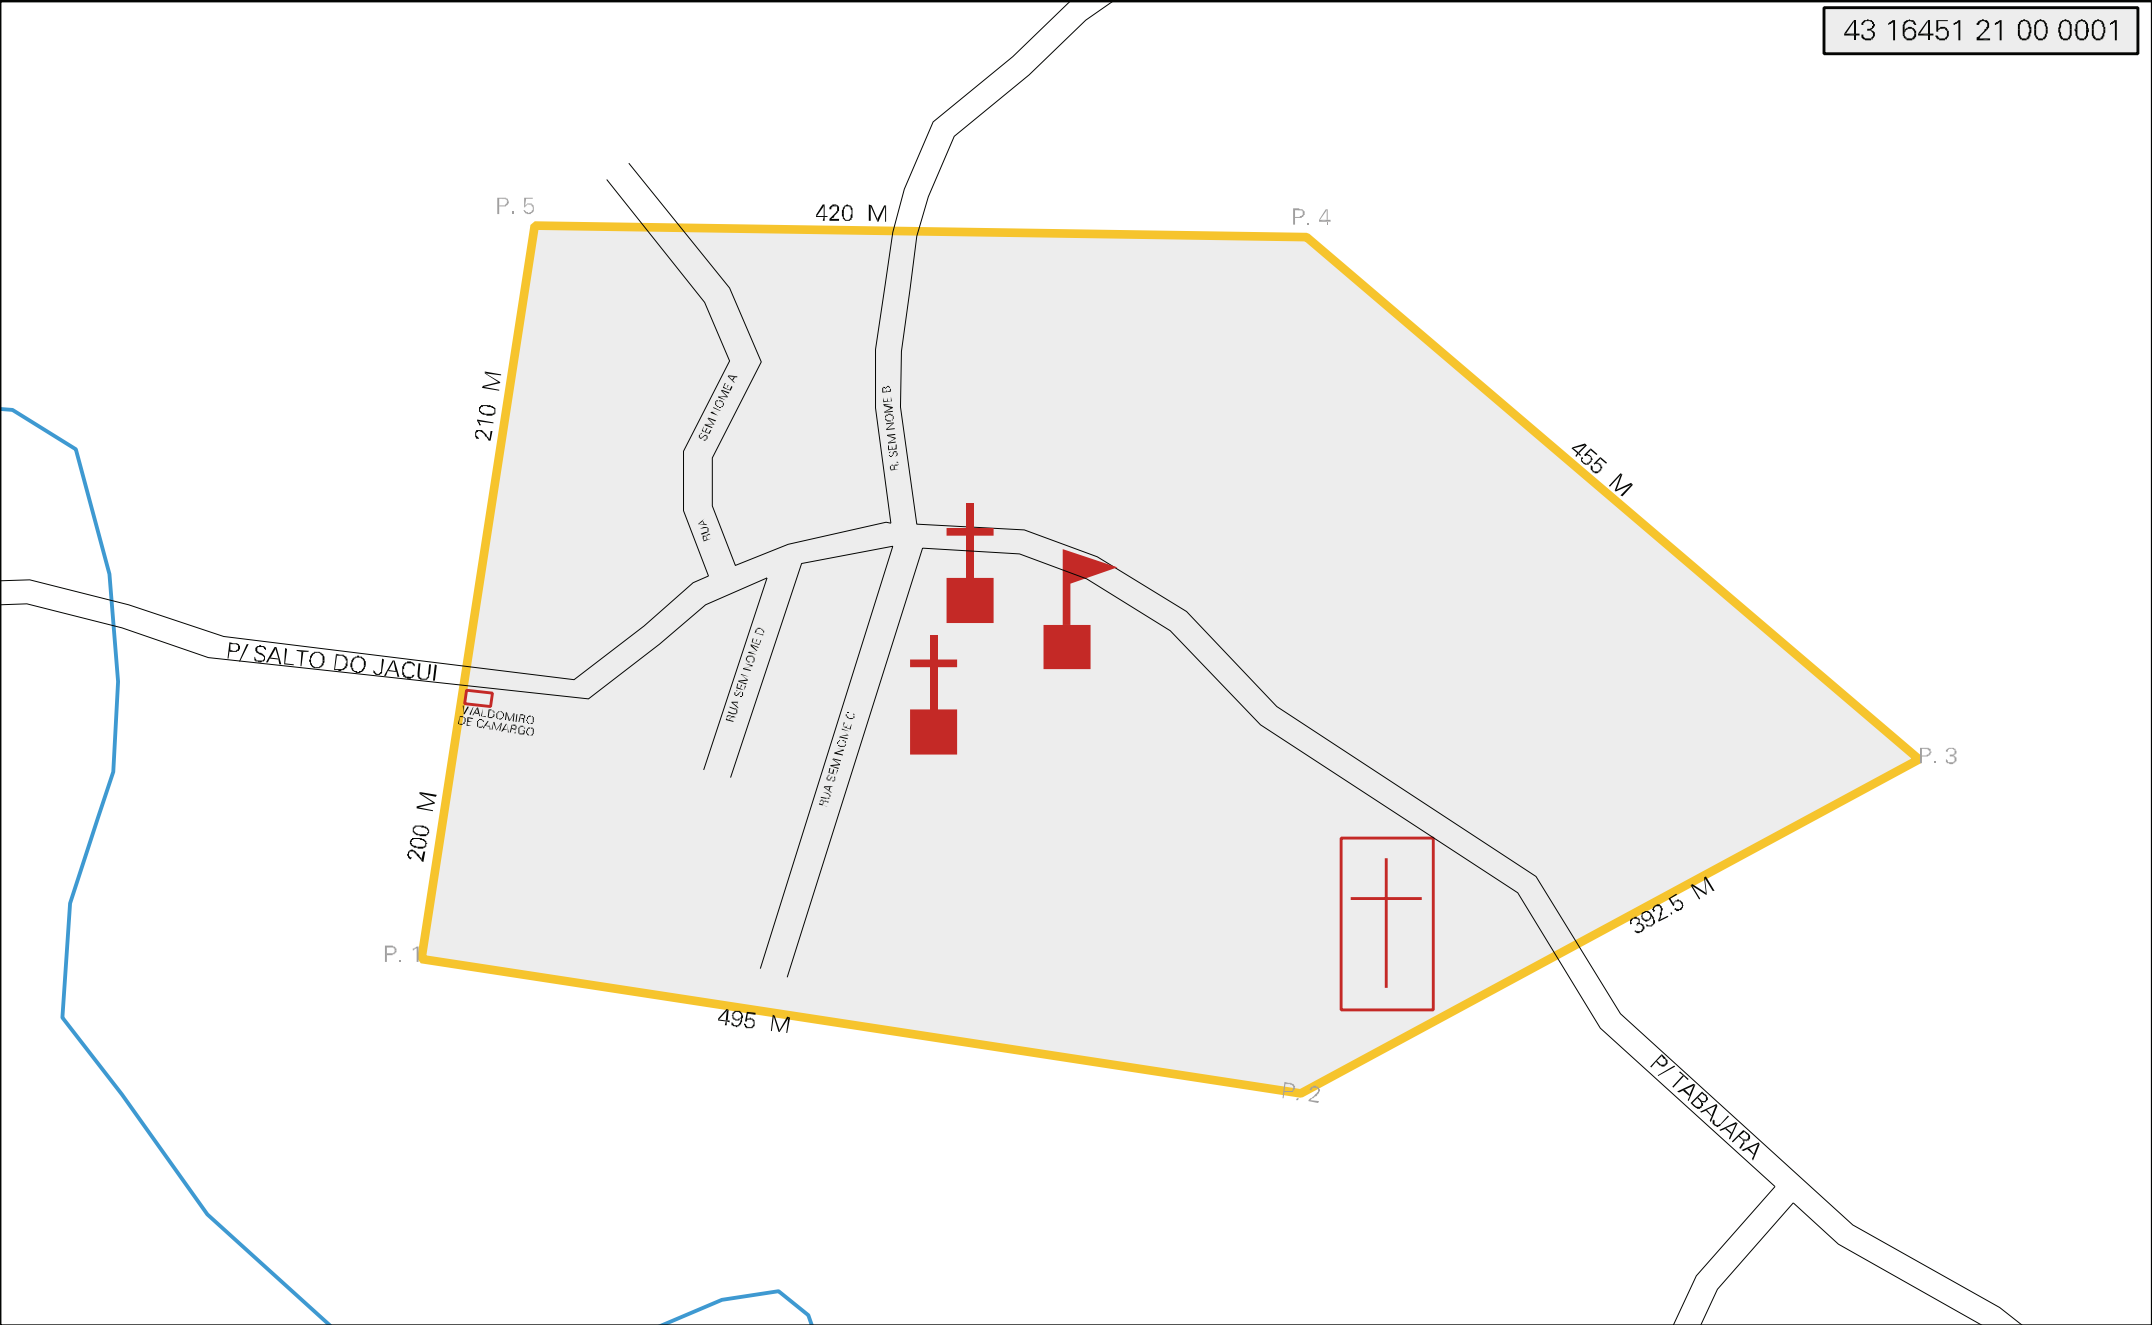 43 16451 21 00 0001
P. 5
420 M
P. 4
210 M
SEM NOME A
RUA
R. SEM NOME B
455 M
P/ SALTO DO JACUI
WALDOMIRO
DE CAMARGO
RUA SEM NOME D
RUA SEM NOME C
P. 3
200 M
392.5 M
P. 1
495 M
P. 2
P/ TABAJARA